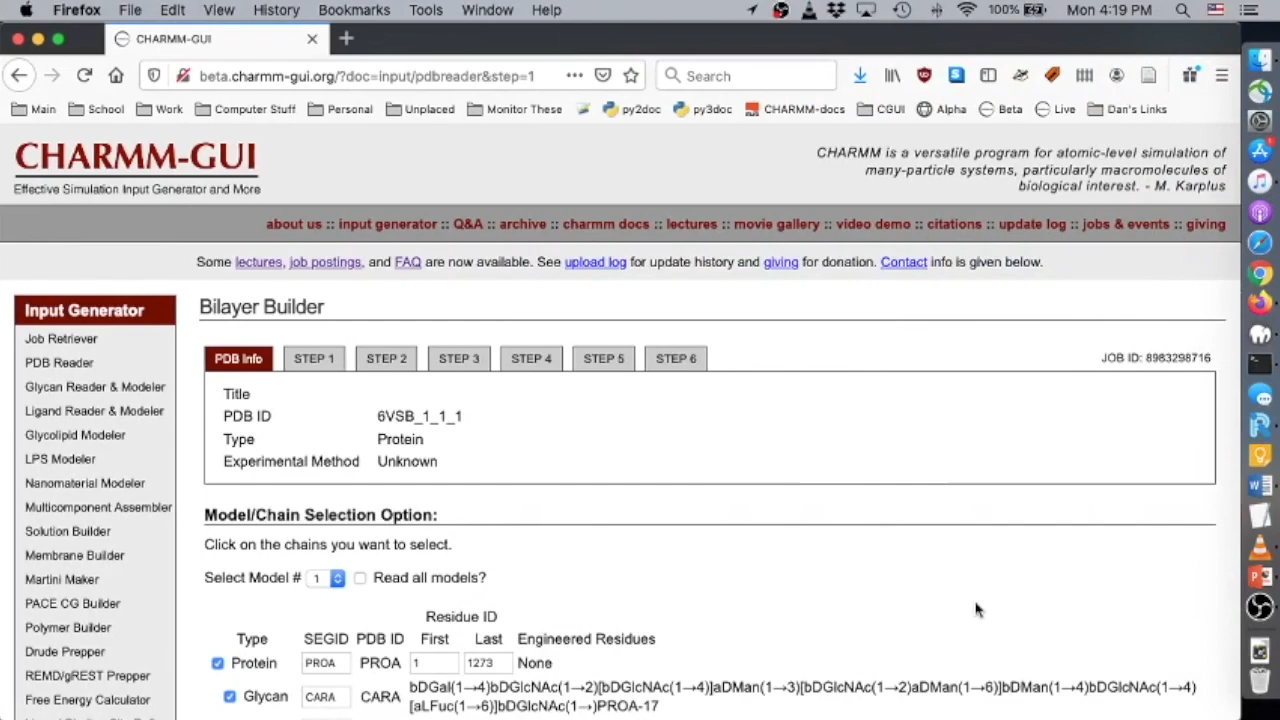 Firefox File Edit View History Bookmarks Tools Window Help 100% Mon 4:19 PM
CHARMM-GUI
beta.charmm-gui.org/?doc=input/pdbreader&step=1 Search
Main School Work Computer Stuff Personal Unplaced Monitor These py2doc py3doc CHARMM-docs CGUI Alpha Beta Live Dan's Links
CHARMM-GUI
Effective Simulation Input Generator and More
CHARMM is a versatile program for atomic-level simulation of
many-particle systems, particularly macromolecules of
biological interest. - M. Karplus
about us :: input generator :: Q&A :: archive :: charmm docs :: lectures :: movie gallery :: video demo :: citations :: update log :: jobs & events :: giving
Some lectures, job postings, and FAQ are now available. See upload log for update history and giving for donation. Contact info is given below.
Input Generator
Job Retriever
PDB Reader
Glycan Reader & Modeler
Ligand Reader & Modeler
Glycolipid Modeler
LPS Modeler
Nanomaterial Modeler
Multicomponent Assembler
Solution Builder
Membrane Builder
Martini Maker
PACE CG Builder
Polymer Builder
Drude Prepper
REMD/gREST Prepper
Free Energy Calculator
Bilayer Builder
PDB Info STEP 1 STEP 2 STEP 3 STEP 4 STEP 5 STEP 6 JOB ID: 8983298716
Title
PDB ID 6VSB_1_1_1
Type Protein
Experimental Method Unknown
Model/Chain Selection Option:
Click on the chains you want to select.
Select Model # 1 Read all models?
Residue ID
Type SEGID PDB ID First Last Engineered Residues
Protein PROA PROA 1 1273 None
Glycan CARA CARA bDGal(1→4)bDGlcNAc(1→2)[bDGlcNAc(1→4)]aDMan(1→3)[bDGlcNAc(1→2)aDMan(1→6)]bDMan(1→4)bDGlcNAc(1→4)
[aLFuc(1→6)]bDGlcNAc(1→)PROA-17